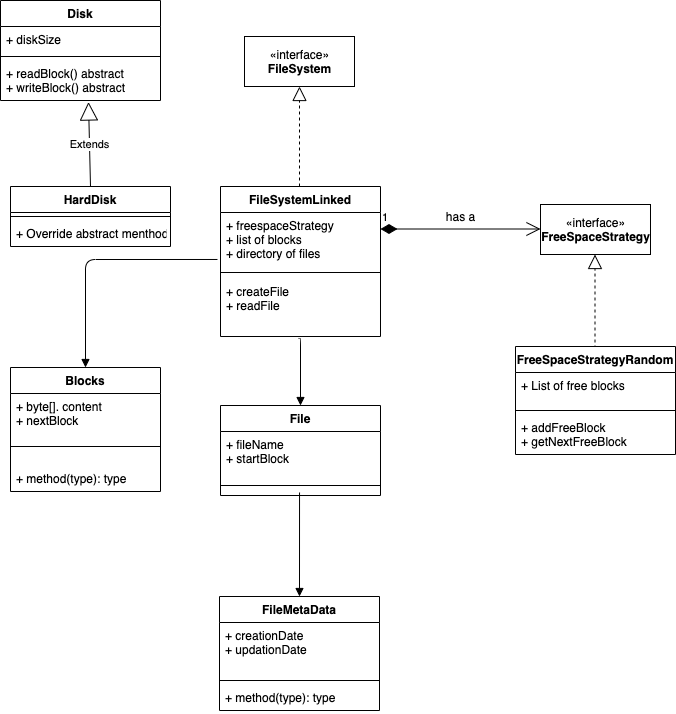 Disk
+ diskSize
+ readBlock() abstract
+ writeBlock() abstract
Extends
HardDisk
+ Override abstract menthod
«interface»
FileSystem
FileSystemLinked
+ freespaceStrategy
+ list of blocks
+ directory of files
+ createFile
+ readFile
1
has a
«interface»
FreeSpaceStrategy
FreeSpaceStrategyRandom
+ List of free blocks
+ addFreeBlock
+ getNextFreeBlock
Blocks
+ byte[]. content
+ nextBlock
+ method(type): type
File
+ fileName
+ startBlock
FileMetaData
+ creationDate
+ updationDate
+ method(type): type